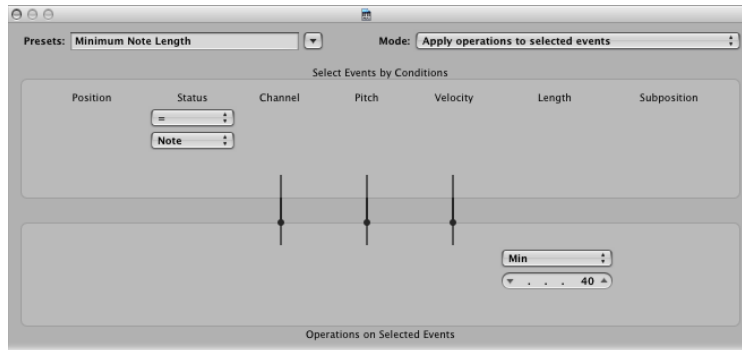 Presets: Minimum Note Length Mode: Apply operations to selected events
Select Events by Conditions
Position Status Channel Pitch Velocity Length Subposition
=
Note
Min
. . . 40
Operations on Selected Events